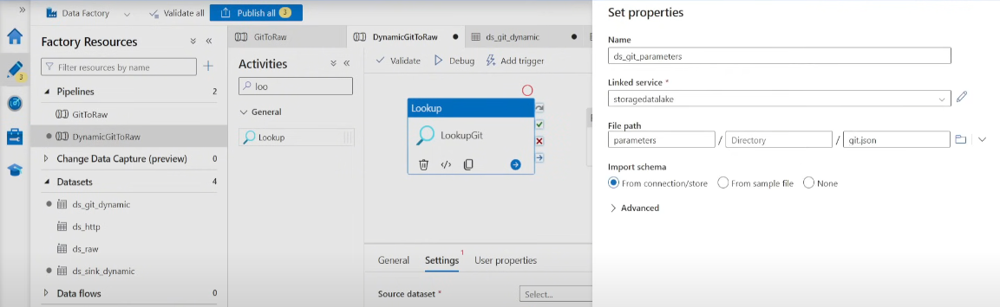 »
Data Factory
Validate all
Publish all 3
3
Factory Resources
Filter resources by name
Pipelines 2
GitToRaw
DynamicGitToRaw
Change Data Capture (preview) 0
Datasets 4
ds_git_dynamic
ds_http
ds_raw
ds_sink_dynamic
Data flows 0
GitToRaw
DynamicGitToRaw
ds_git_dynamic
Activities
loo
General
Lookup
Validate
Debug
Add trigger
Lookup
LookupGit
General
Settings 1
User properties
Source dataset *
Select...
Set properties
Name
ds_git_parameters
Linked service *
storagedatalake
File path
parameters / Directory / git.json
Import schema
From connection/store
From sample file
None
Advanced